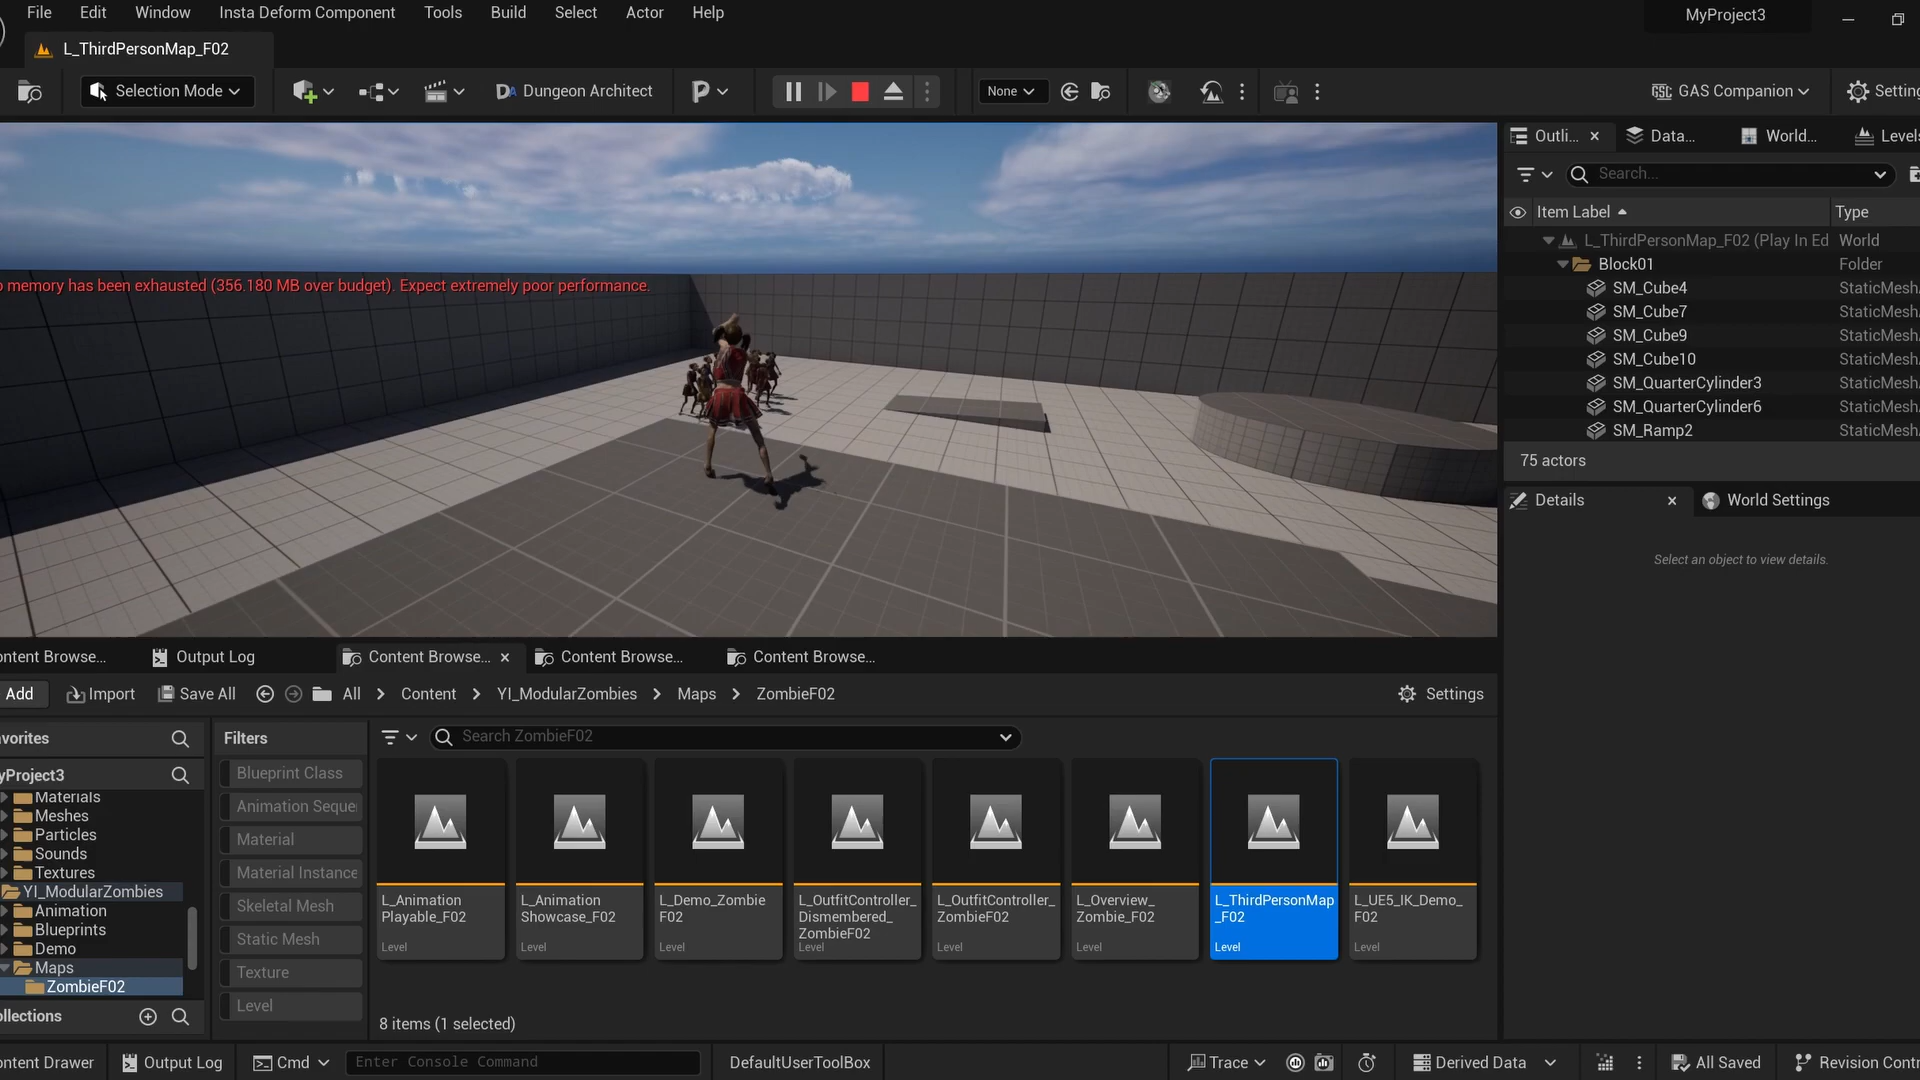 File Edit Window Insta Deform Component Tools Build Select Actor Help
MyProject3
L_ThirdPersonMap_F02
Selection Mode
Dungeon Architect
None
GAS Companion
Outli... Data... World... Levels
Search...
Item Label Type
L_ThirdPersonMap_F02 (Play In Ed World
Block01 Folder
SM_Cube4 StaticMesh
SM_Cube7 StaticMesh
SM_Cube9 StaticMesh
SM_Cube10 StaticMesh
SM_QuarterCylinder3 StaticMesh
SM_QuarterCylinder6 StaticMesh
SM_Ramp2 StaticMesh
75 actors
memory has been exhausted (356.180 MB over budget). Expect extremely poor performance.
Details World Settings
Select an object to view details.
ontent Browse... Output Log Content Browse... Content Browse... Content Browse...
Add Import Save All All Content YI_ModularZombies Maps ZombieF02 Settings
avorites
yProject3
Materials
Meshes
Particles
Sounds
Textures
YI_ModularZombies
Animation
Blueprints
Demo
Maps
ZombieF02
ollections
Filters
Blueprint Class
Animation Seque
Material
Material Instance
Skeletal Mesh
Static Mesh
Texture
Level
Search ZombieF02
L_Animation
Playable_F02
Level
L_Animation
Showcase_F02
Level
L_Demo_Zombie
F02
Level
L_OutfitController_
Dismembered_
ZombieF02
Level
L_OutfitController_
ZombieF02
Level
L_Overview_
Zombie_F02
Level
L_ThirdPersonMap
_F02
Level
L_UE5_IK_Demo_
F02
Level
8 items (1 selected)
ontent Drawer Output Log Cmd Enter Console Command DefaultUserToolBox Trace Derived Data All Saved Revision Contr